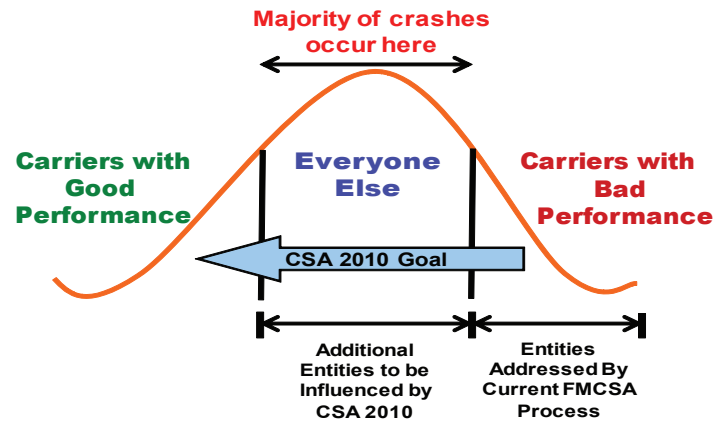 Majority of crashes
occur here
Carriers with
Good
Performance
Everyone
Else
Carriers with
Bad
Performance
CSA 2010 Goal
Additional
Entities to be
Influenced by
CSA 2010
Entities
Addressed By
Current FMCSA
Process